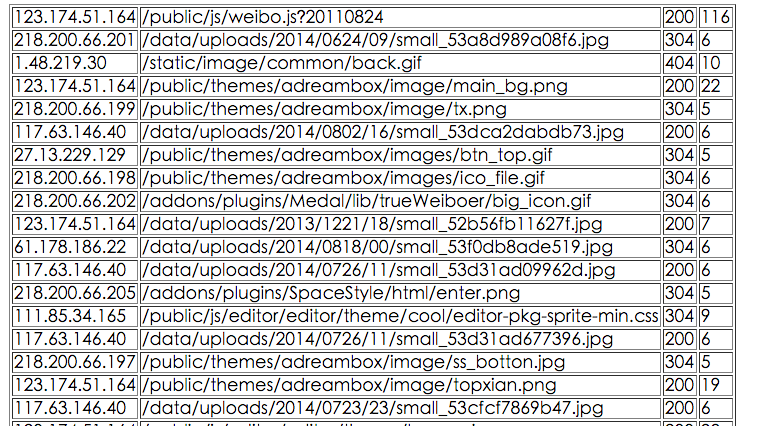 123.174.51.164 /public/js/weibo.js?20110824 200 116
218.200.66.201 /data/uploads/2014/0624/09/small_53a8d989a08f6.jpg 304 6
1.48.219.30 /static/image/common/back.gif 404 10
123.174.51.164 /public/themes/adreambox/image/main_bg.png 200 22
218.200.66.199 /public/themes/adreambox/image/tx.png 304 5
117.63.146.40 /data/uploads/2014/0802/16/small_53dca2dabdb73.jpg 200 6
27.13.229.129 /public/themes/adreambox/images/btn_top.gif 304 5
218.200.66.198 /public/themes/adreambox/images/ico_file.gif 304 6
218.200.66.202 /addons/plugins/Medal/lib/trueWeiboer/big_icon.gif 304 6
123.174.51.164 /data/uploads/2013/1221/18/small_52b56fb11627f.jpg 200 7
61.178.186.22 /data/uploads/2014/0818/00/small_53f0db8ade519.jpg 304 6
117.63.146.40 /data/uploads/2014/0726/11/small_53d31ad09962d.jpg 200 6
218.200.66.205 /addons/plugins/SpaceStyle/html/enter.png 304 5
111.85.34.165 /public/js/editor/editor/theme/cool/editor-pkg-sprite-min.css 304 9
117.63.146.40 /data/uploads/2014/0726/11/small_53d31ad677396.jpg 200 6
218.200.66.197 /public/themes/adreambox/image/ss_botton.jpg 304 5
123.174.51.164 /public/themes/adreambox/image/topxian.png 200 19
117.63.146.40 /data/uploads/2014/0723/23/small_53cfcf7869b47.jpg 200 6